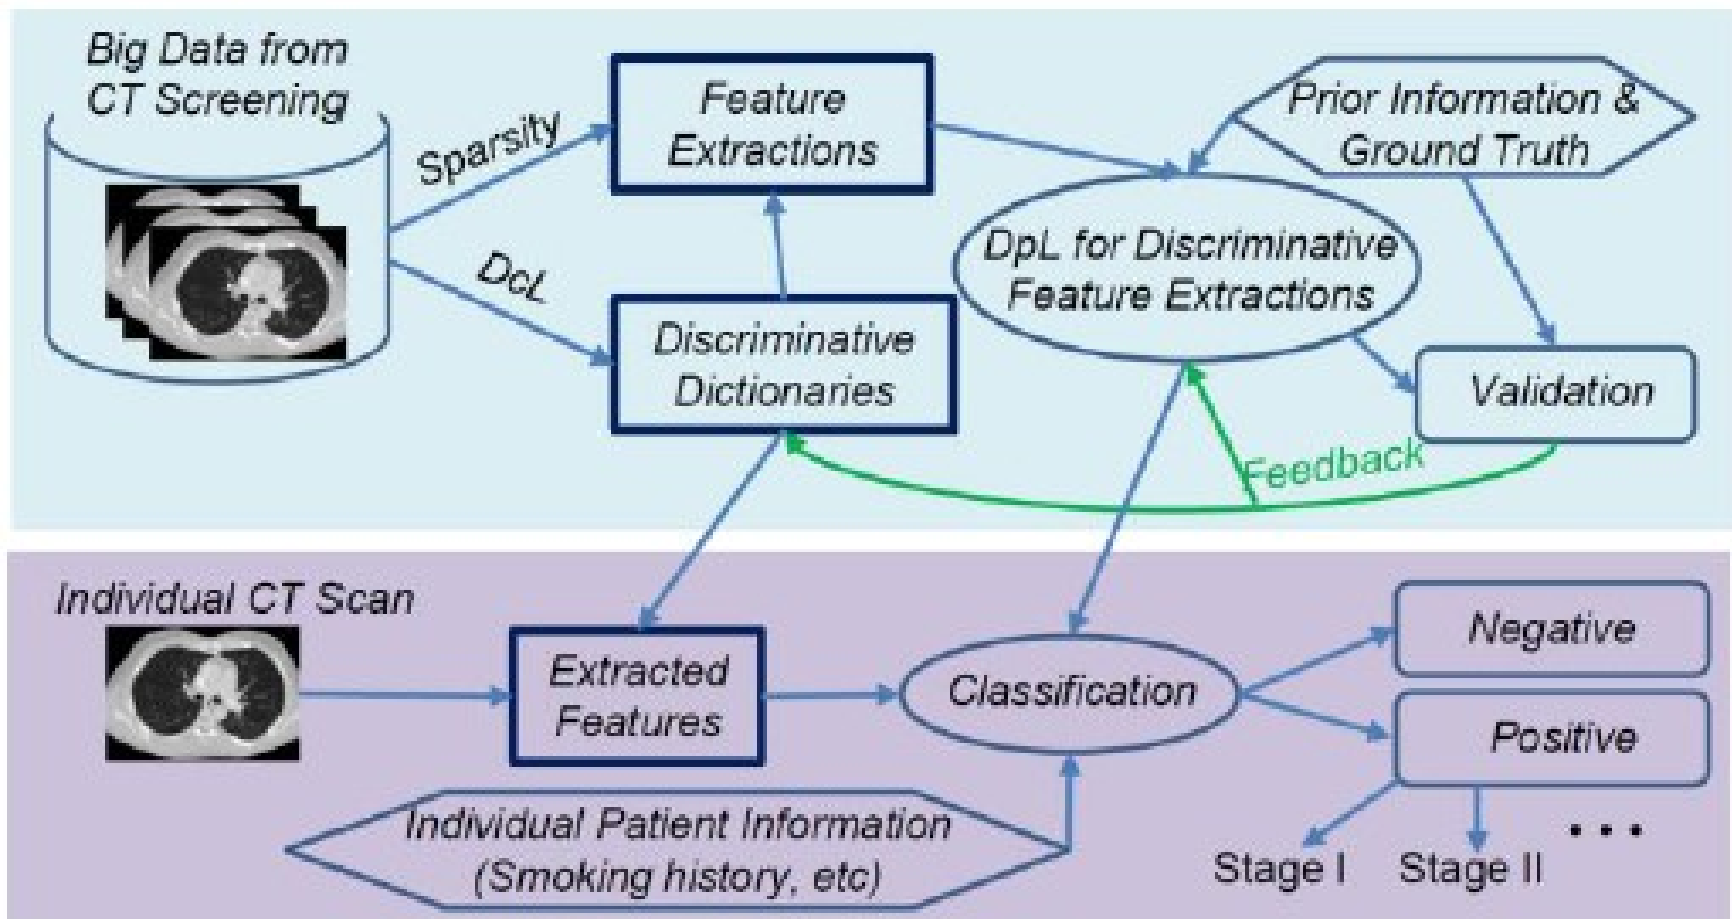 Big Data from
CT Screening
Sparsity
DcL
Feature
Extractions
Discriminative
Dictionaries
Prior Information &
Ground Truth
DpL for Discriminative
Feature Extractions
Validation
Feedback
Individual CT Scan
Extracted
Features
Classification
Negative
Positive
Individual Patient Information
(Smoking history, etc)
Stage I
Stage II
...